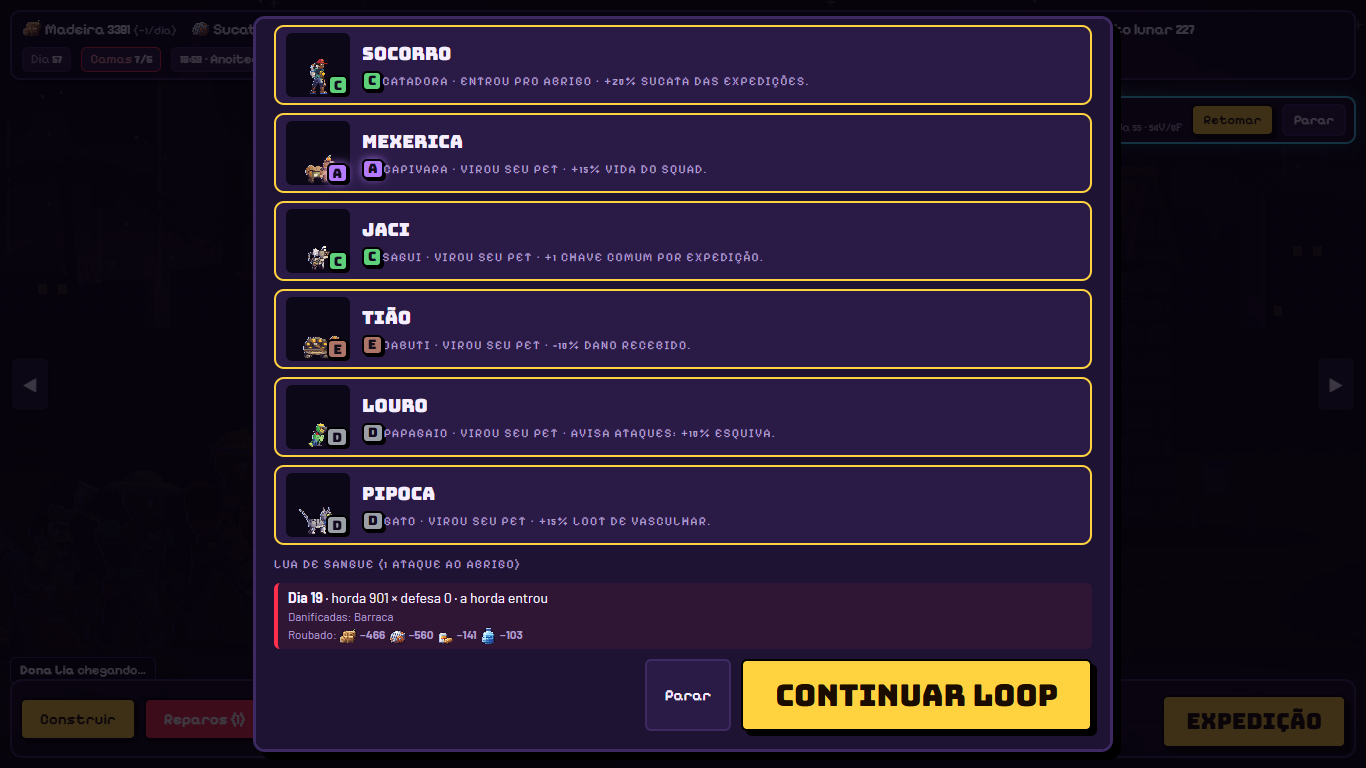 Madeira 3381 (-1/dia) Sucat
to lunar 227
Dia 57 Camas 7/5
SOCORRO
C
C CATADORA · ENTROU PRO ABRIGO · +20% SUCATA DAS EXPEDIÇÕES.
Retomar
Parar
MEXERICA
A
A CAPIVARA · VIROU SEU PET · +15% VIDA DO SQUAD.
JACI
C
C SAGUI · VIROU SEU PET · +1 CHAVE COMUM POR EXPEDIÇÃO.
TIÃO
E
E JABUTI · VIROU SEU PET · -10% DANO RECEBIDO.
LOURO
D
D PAPAGAIO · VIROU SEU PET · AVISA ATAQUES: +10% ESQUIVA.
PIPOCA
D
D GATO · VIROU SEU PET · +15% LOOT DE VASCULHAR.
LUA DE SANGUE (1 ATAQUE AO ABRIGO)
Dia 19 · horda 901 × defesa 0 · a horda entrou
Danificadas: Barraca
Roubado: -466 -560 -141 -103
Dona Lia chegando...
Construir
Reparos (1)
Parar
CONTINUAR LOOP
EXPEDIÇÃO